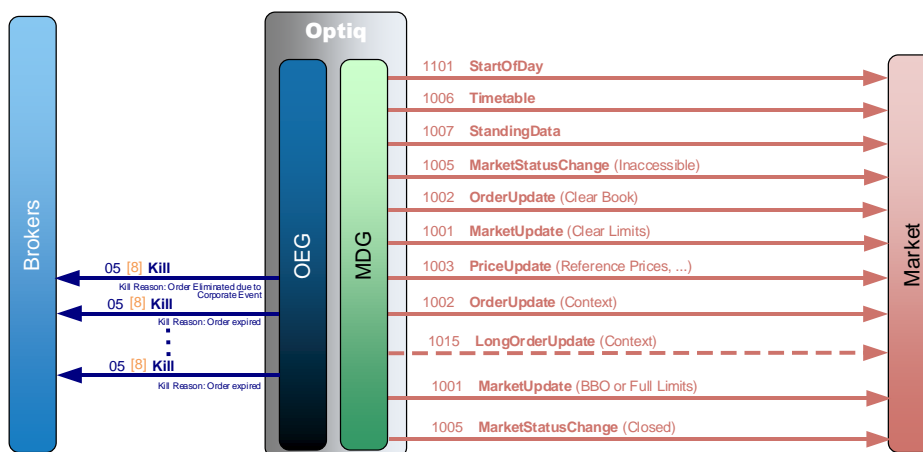 Optiq
Brokers
OEG
MDG
Market
1101 StartOfDay
1006 Timetable
1007 StandingData
1005 MarketStatusChange (Inaccessible)
1002 OrderUpdate (Clear Book)
1001 MarketUpdate (Clear Limits)
05 [8] Kill
Kill Reason: Order Eliminated due to
Corporate Event
1003 PriceUpdate (Reference Prices, ...)
05 [8] Kill
Kill Reason: Order expired
1002 OrderUpdate (Context)
1015 LongOrderUpdate (Context)
05 [8] Kill
Kill Reason: Order expired
1001 MarketUpdate (BBO or Full Limits)
1005 MarketStatusChange (Closed)